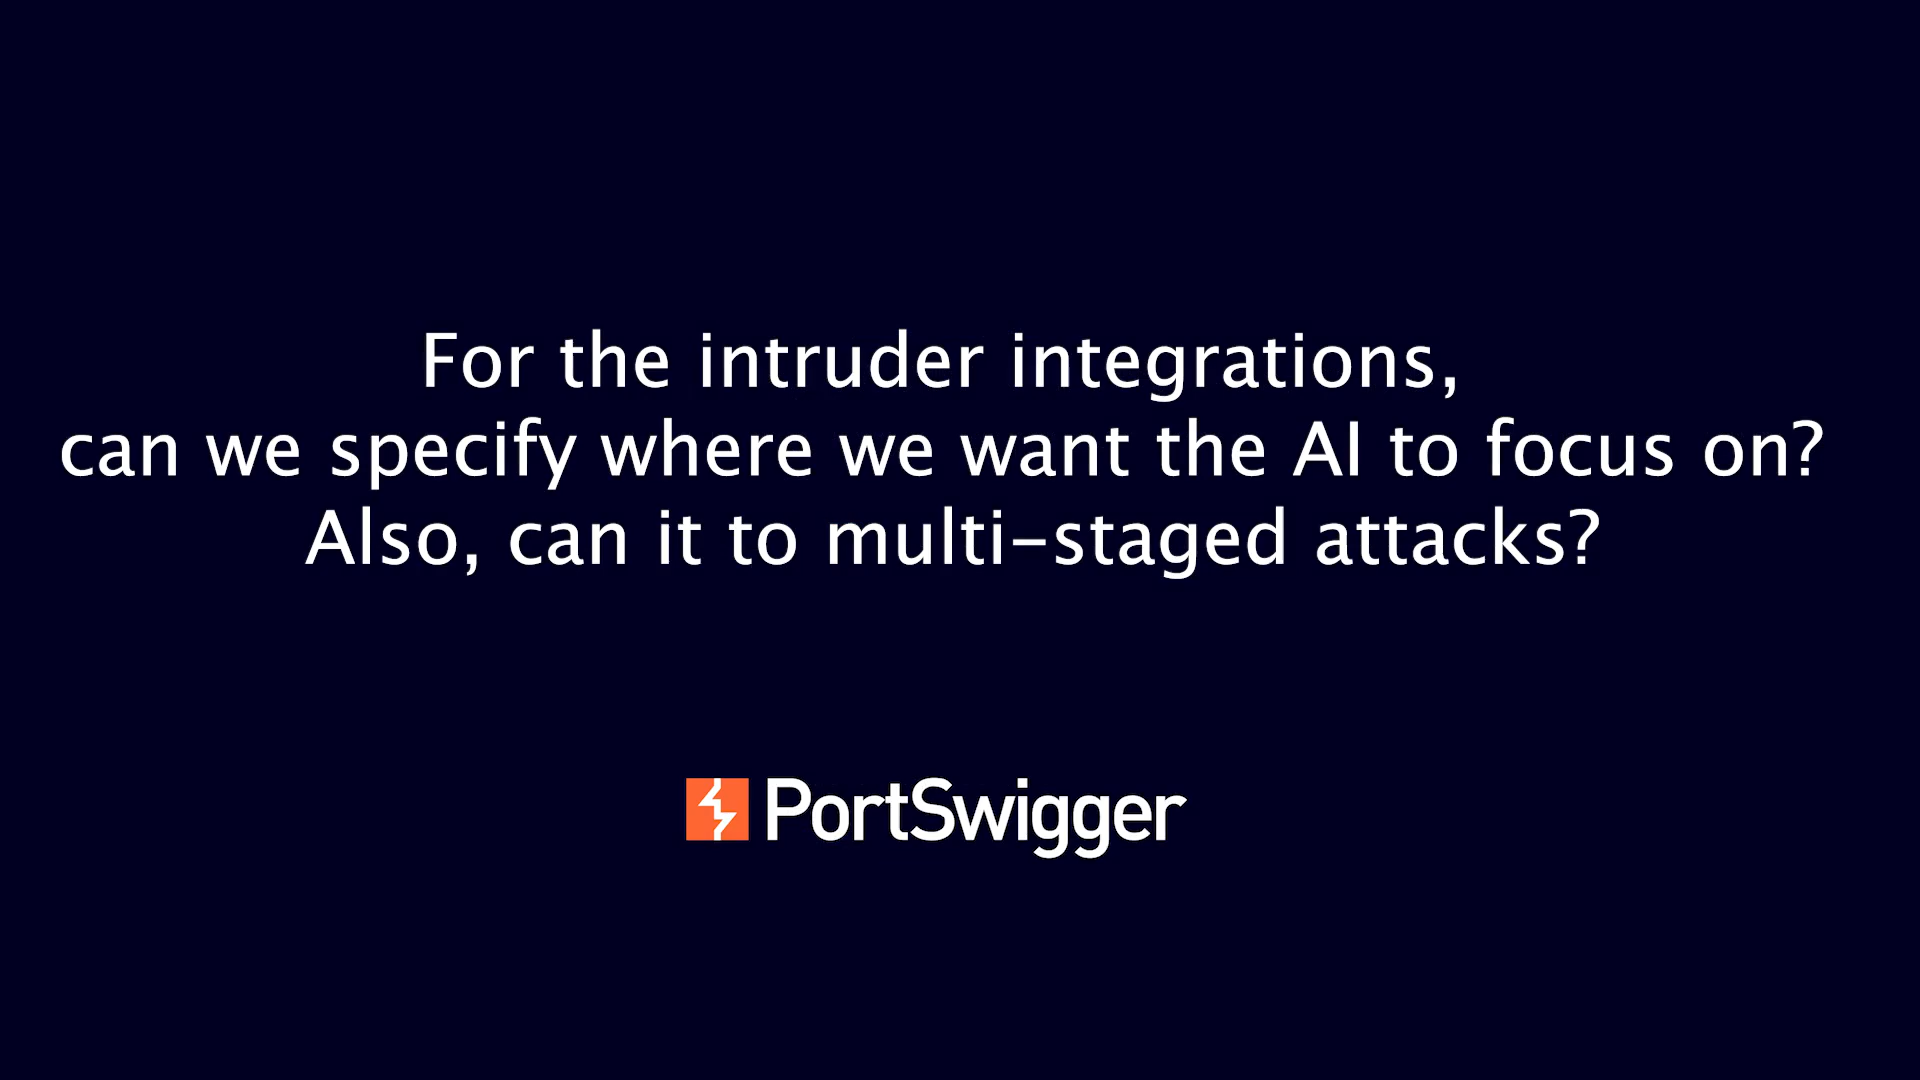 For the intruder integrations,
can we specify where we want the AI to focus on?
Also, can it to multi-staged attacks?
PortSwigger